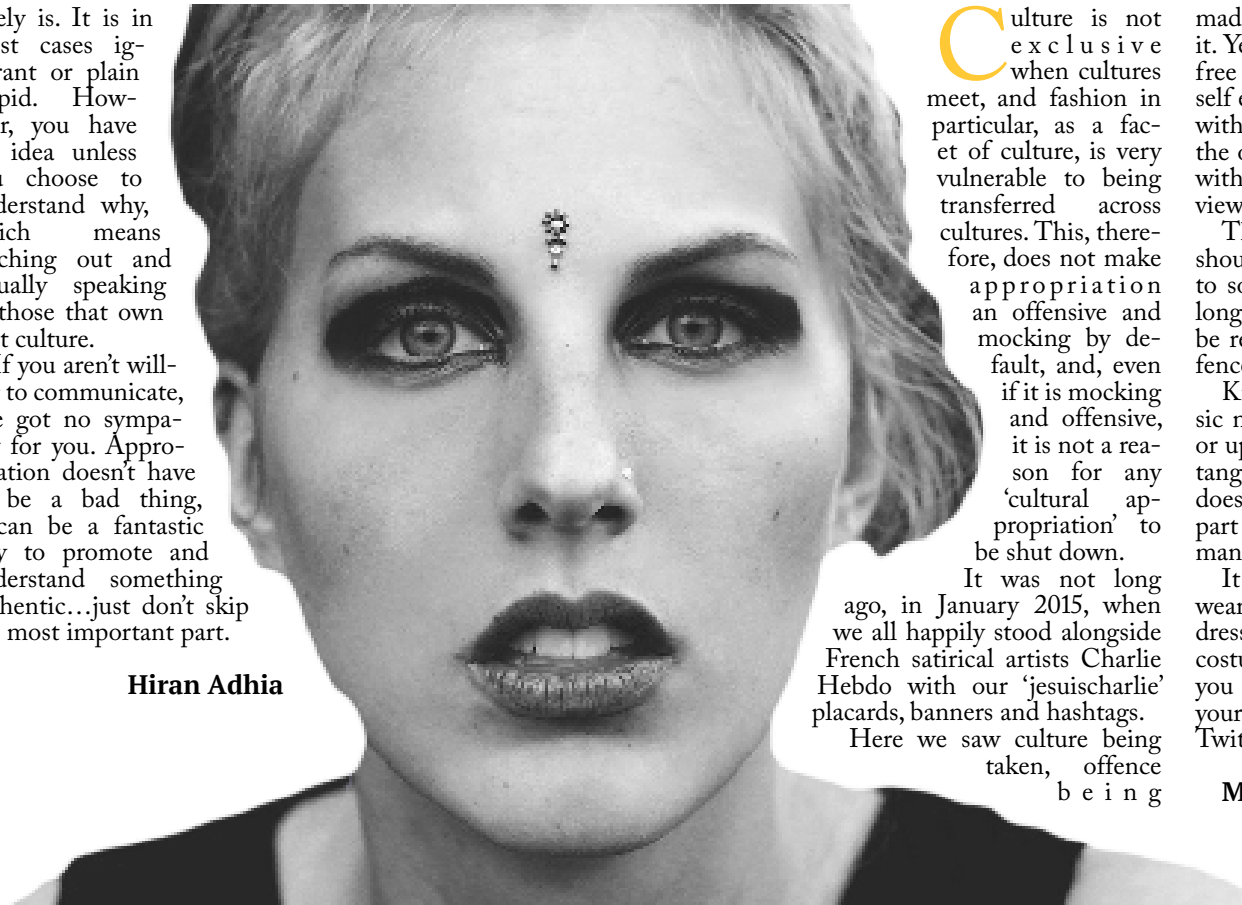 ely is. It is in
st cases ig-
rant or plain
pid. How-
r, you have
idea unless
u choose to
derstand why,
ich means
ching out and
ually speaking
those that own
t culture.
If you aren’t will-
to communicate,
e got no sympa-
for you. Appro-
ation doesn’t have
be a bad thing,
can be a fantastic
y to promote and
derstand something
hentic…just don’t skip
most important part.
Hiran Adhia
Culture is not
exclusive
when cultures
meet, and fashion in
particular, as a fac-
et of culture, is very
vulnerable to being
transferred across
cultures. This, there-
fore, does not make
appropriation
an offensive and
mocking by de-
fault, and, even
if it is mocking
and offensive,
it is not a rea-
son for any
‘cultural ap-
propriation’ to
be shut down.
It was not long
ago, in January 2015, when
we all happily stood alongside
French satirical artists Charlie
Hebdo with our ‘jesuischarlie’
placards, banners and hashtags.
Here we saw culture being
taken, offence
being
mad
it. Ye
free
self e
with
the o
with
view
Th
shou
to so
long
be re
fence
K
sic n
or up
tang
does
part
man
It
wear
dress
costu
you
your
Twit
M